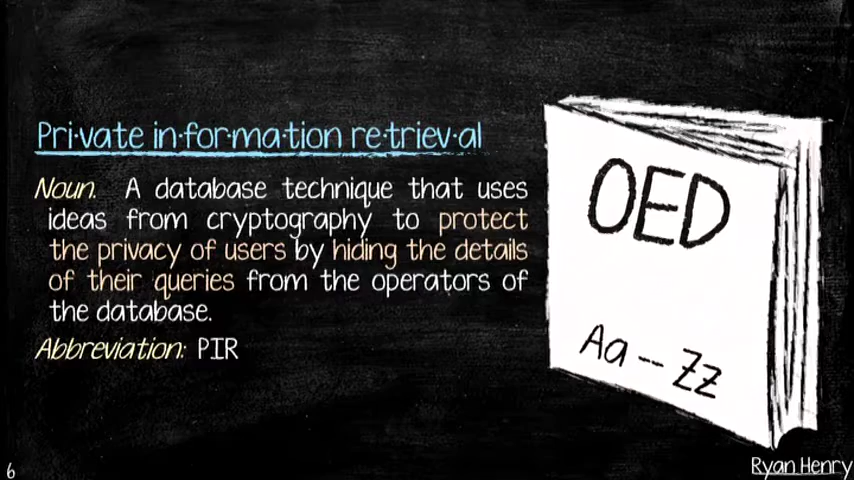 Pri·vate in·for·ma·tion re·triev·al
Noun. A database technique that uses
ideas from cryptography to protect
the privacy of users by hiding the details
of their queries from the operators of
the database.
Abbreviation: PIR
OED
Aa -- Zz
6
Ryan Henry